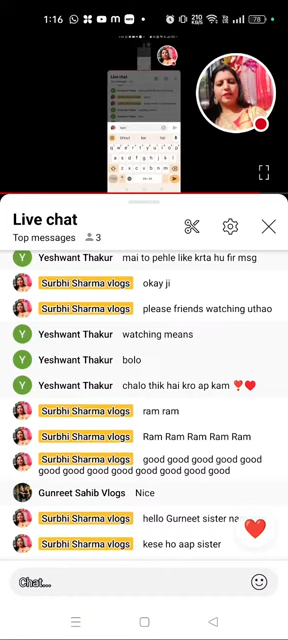 1:16
78
Live chat
Live chat
Top messages 3
Yeshwant Thakur mai to pehle like krta hu fir msg
Surbhi Sharma vlogs okay ji
Surbhi Sharma vlogs please friends watching uthao
Yeshwant Thakur watching means
Yeshwant Thakur bolo
Yeshwant Thakur chalo thik hai kro ap kam ❣️♥️
Surbhi Sharma vlogs ram ram
Surbhi Sharma vlogs Ram Ram Ram Ram Ram
Surbhi Sharma vlogs good good good good good
good good good good good good good good
Gunreet Sahib Vlogs Nice
Surbhi Sharma vlogs hello Gurneet sister na
Surbhi Sharma vlogs kese ho aap sister
Chat...